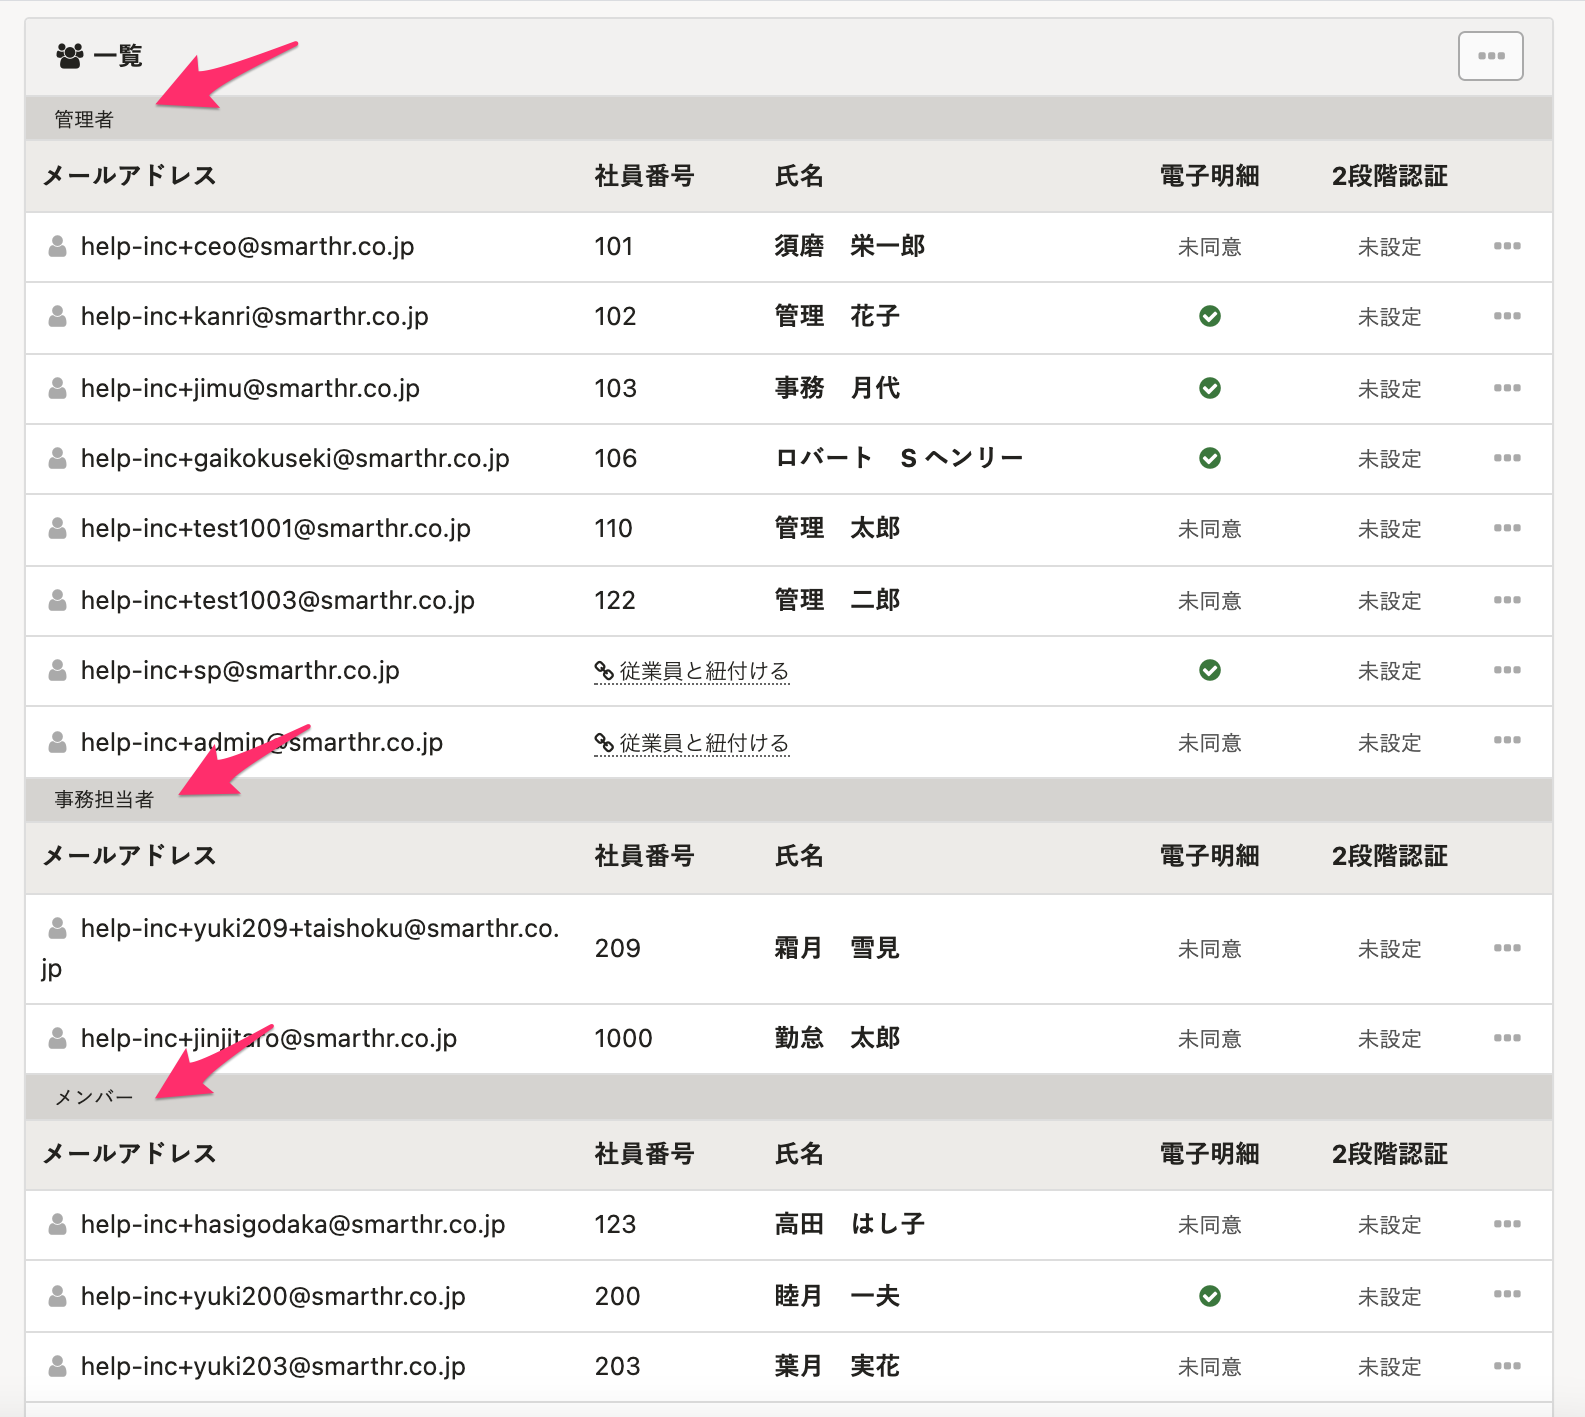 一覧
管理者
メールアドレス 社員番号 氏名 電子明細 2段階認証
help-inc+ceo@smarthr.co.jp 101 須磨　栄一郎 未同意 未設定
help-inc+kanri@smarthr.co.jp 102 管理　花子 未設定
help-inc+jimu@smarthr.co.jp 103 事務　月代 未設定
help-inc+gaikokuseki@smarthr.co.jp 106 ロバート　S ヘンリー 未設定
help-inc+test1001@smarthr.co.jp 110 管理　太郎 未同意 未設定
help-inc+test1003@smarthr.co.jp 122 管理　二郎 未同意 未設定
help-inc+sp@smarthr.co.jp 従業員と紐付ける 未設定
help-inc+admin@smarthr.co.jp 従業員と紐付ける 未同意 未設定
事務担当者
メールアドレス 社員番号 氏名 電子明細 2段階認証
help-inc+yuki209+taishoku@smarthr.co.
jp 209 霜月　雪見 未同意 未設定
help-inc+jinjitaro@smarthr.co.jp 1000 勤怠　太郎 未同意 未設定
メンバー
メールアドレス 社員番号 氏名 電子明細 2段階認証
help-inc+hasigodaka@smarthr.co.jp 123 髙田　はし子 未同意 未設定
help-inc+yuki200@smarthr.co.jp 200 睦月　一夫 未設定
help-inc+yuki203@smarthr.co.jp 203 葉月　実花 未同意 未設定